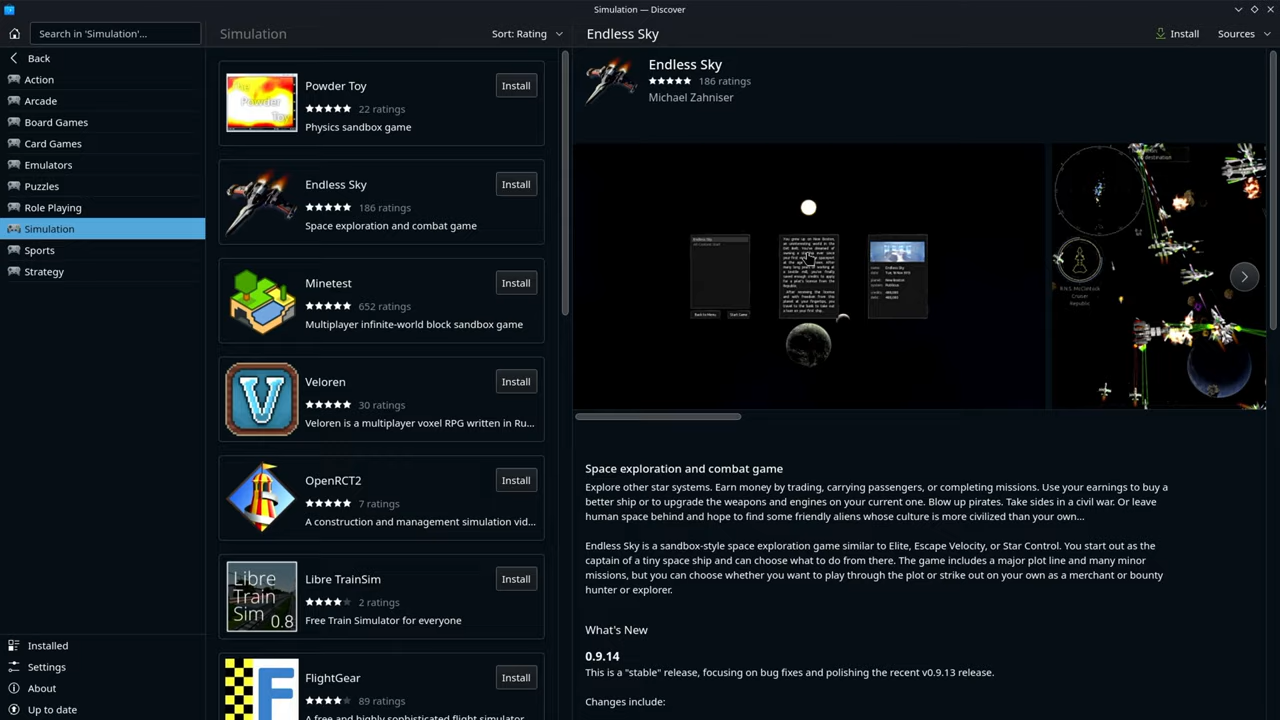 Simulation — Discover
Search in 'Simulation'...
Simulation
Sort: Rating
Endless Sky
Install
Sources
Back
Action
Arcade
Board Games
Card Games
Emulators
Puzzles
Role Playing
Simulation
Sports
Strategy
Installed
Settings
About
Up to date
Powder Toy
Install
22 ratings
Physics sandbox game
Endless Sky
Install
186 ratings
Space exploration and combat game
Minetest
Install
652 ratings
Multiplayer infinite-world block sandbox game
Veloren
Install
30 ratings
Veloren is a multiplayer voxel RPG written in Ru...
OpenRCT2
Install
7 ratings
A construction and management simulation vid...
Libre
Train
Sim 0.8
Libre TrainSim
Install
2 ratings
Free Train Simulator for everyone
FlightGear
Install
89 ratings
A free and highly sophisticated flight simulator
Endless Sky
186 ratings
Michael Zahniser
Space exploration and combat game
Explore other star systems. Earn money by trading, carrying passengers, or completing missions. Use your earnings to buy a
better ship or to upgrade the weapons and engines on your current one. Blow up pirates. Take sides in a civil war. Or leave
human space behind and hope to find some friendly aliens whose culture is more civilized than your own...
Endless Sky is a sandbox-style space exploration game similar to Elite, Escape Velocity, or Star Control. You start out as the
captain of a tiny space ship and can choose what to do from there. The game includes a major plot line and many minor
missions, but you can choose whether you want to play through the plot or strike out on your own as a merchant or bounty
hunter or explorer.
What's New
0.9.14
This is a "stable" release, focusing on bug fixes and polishing the recent v0.9.13 release.
Changes include: